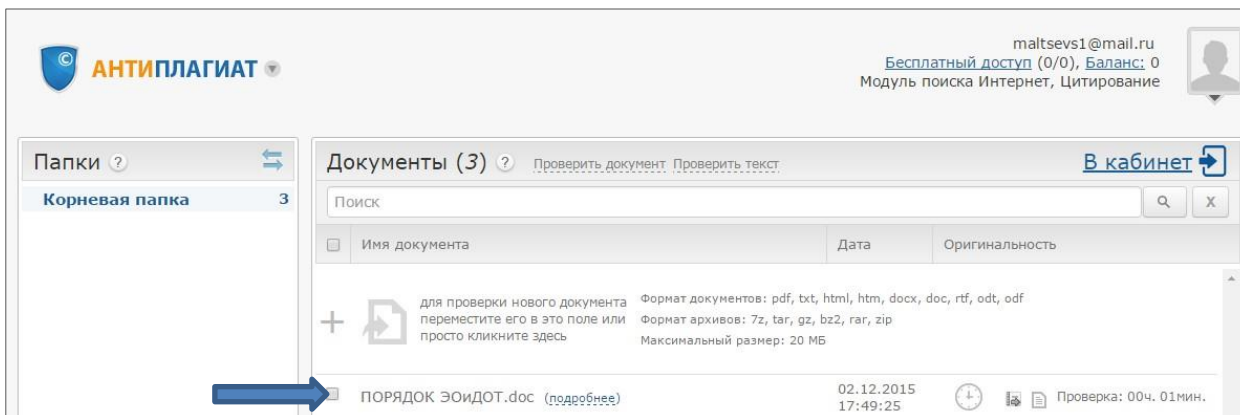 maltsevs1@mail.ru
© АНТИПЛАГИАТ
Бесплатный доступ (0/0), Баланс: 0
Модуль поиска Интернет, Цитирование
Папки ?
Документы (3) ? Проверить документ Проверить текст В кабинет
Корневая папка 3
Поиск X
Имя документа Дата Оригинальность
для проверки нового документа
переместите его в это поле или
просто кликните здесь
Формат документов: pdf, txt, html, htm, docx, doc, rtf, odt, odf
Формат архивов: 7z, tar, gz, bz2, rar, zip
Максимальный размер: 20 МБ
ПОРЯДОК ЭОиДОТ.doc (подробнее) 02.12.2015 Проверка: 00ч. 01мин.
17:49:25